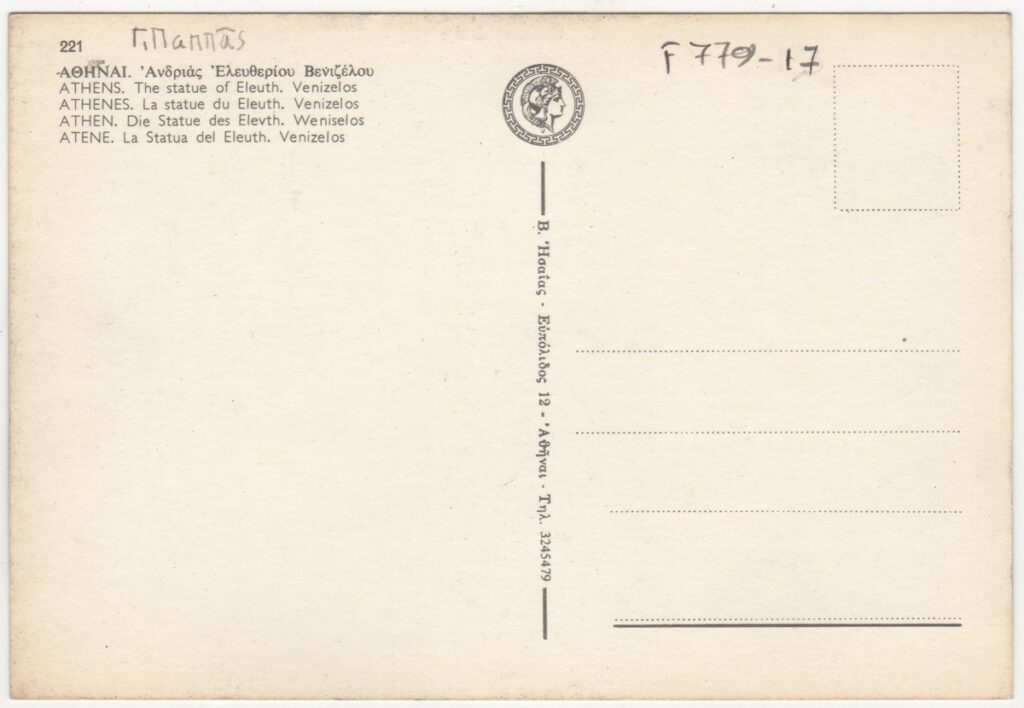 221 Γ. Παππάς
ΑΘΗΝΑΙ. Ἀνδριὰς Ἐλευθερίου Βενιζέλου
ATHENS. The statue of Eleuth. Venizelos
ATHENES. La statue du Eleuth. Venizelos
ATHEN. Die Statue des Elevth. Weniselos
ATENE. La Statua del Eleuth. Venizelos
F 779-17
Β. Ἡσαΐας - Εὐπόλιδος 12 - Ἀθῆναι - Τηλ. 3245479